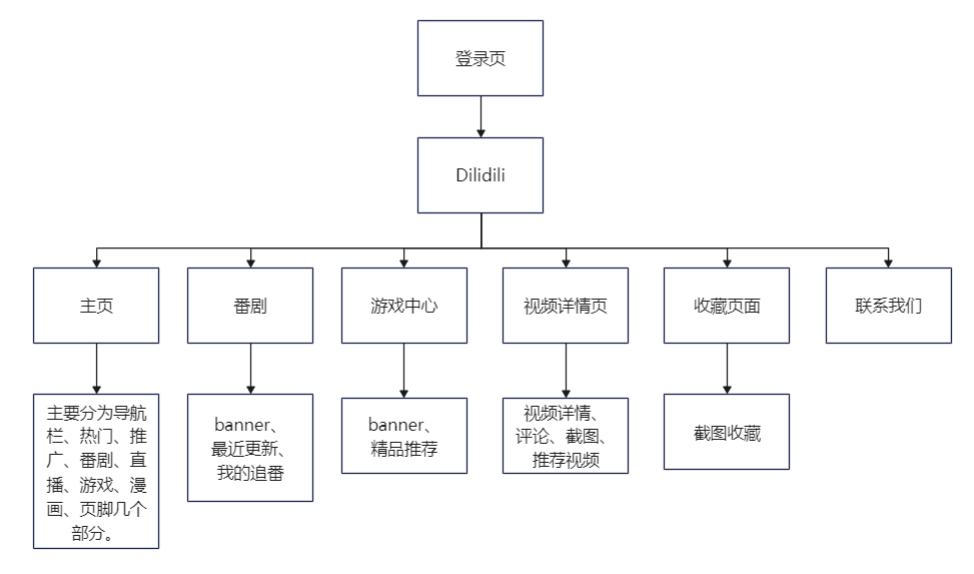 登录页
Dilidili
主页
番剧
游戏中心
视频详情页
收藏页面
联系我们
主要分为导航
栏、热门、推
广、番剧、直
播、游戏、漫
画、页脚几个
部分。
banner、
最近更新、
我的追番
banner、
精品推荐
视频详情、
评论、截图、
推荐视频
截图收藏